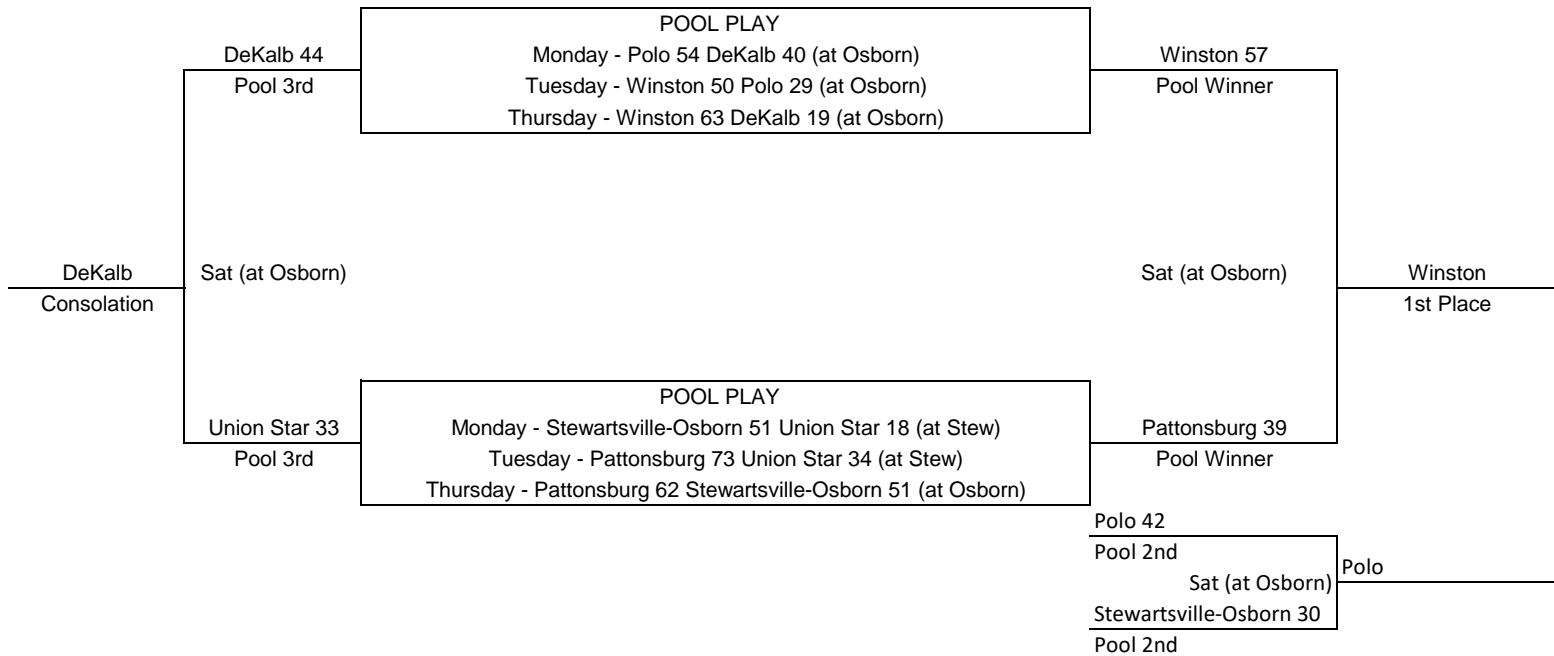 POOL PLAY
DeKalb 44
Monday - Polo 54 DeKalb 40 (at Osborn)
Winston 57
Pool 3rd
Tuesday - Winston 50 Polo 29 (at Osborn)
Pool Winner
Thursday - Winston 63 DeKalb 19 (at Osborn)
DeKalb
Sat (at Osborn)
Sat (at Osborn)
Winston
Consolation
1st Place
POOL PLAY
Union Star 33
Monday - Stewartsville-Osborn 51 Union Star 18 (at Stew)
Pattonsburg 39
Pool 3rd
Tuesday - Pattonsburg 73 Union Star 34 (at Stew)
Pool Winner
Thursday - Pattonsburg 62 Stewartsville-Osborn 51 (at Osborn)
Polo 42
Pool 2nd
Polo
Sat (at Osborn)
Stewartsville-Osborn 30
Pool 2nd